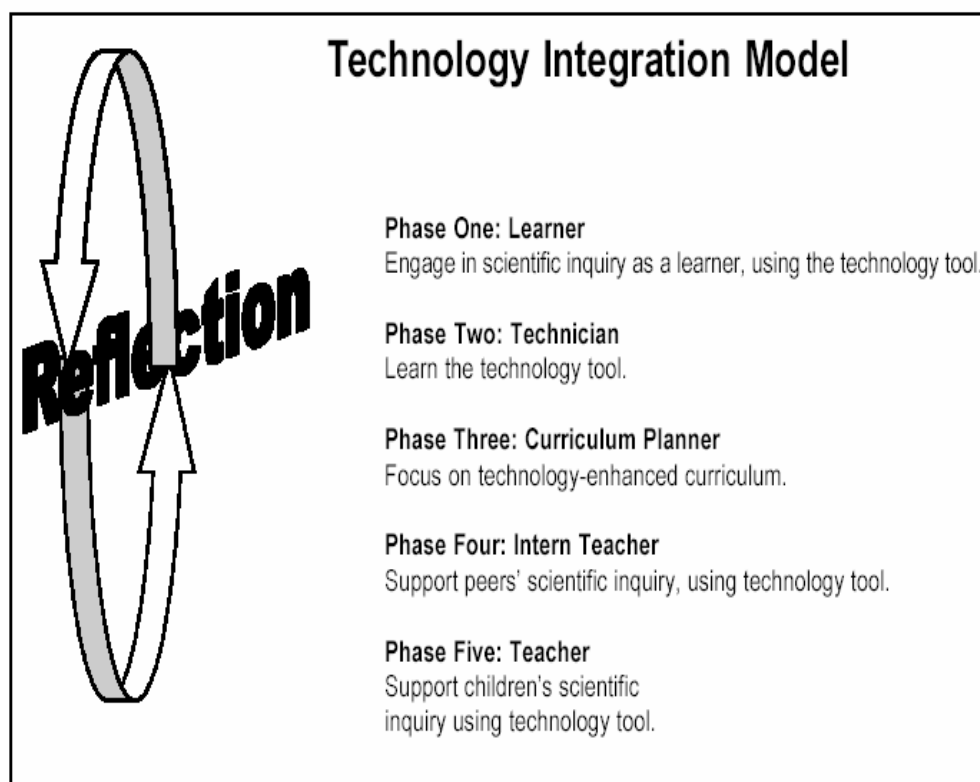 Technology Integration Model
Reflection
Phase One: Learner
Engage in scientific inquiry as a learner, using the technology tool.
Phase Two: Technician
Learn the technology tool.
Phase Three: Curriculum Planner
Focus on technology-enhanced curriculum.
Phase Four: Intern Teacher
Support peers’ scientific inquiry, using technology tool.
Phase Five: Teacher
Support children’s scientific
inquiry using technology tool.